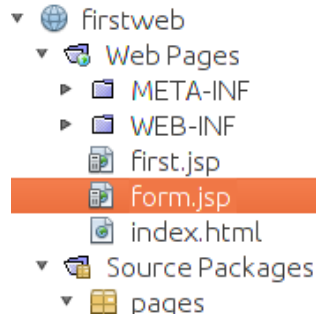 firstweb
Web Pages
META-INF
WEB-INF
first.jsp
form.jsp
index.html
Source Packages
pages